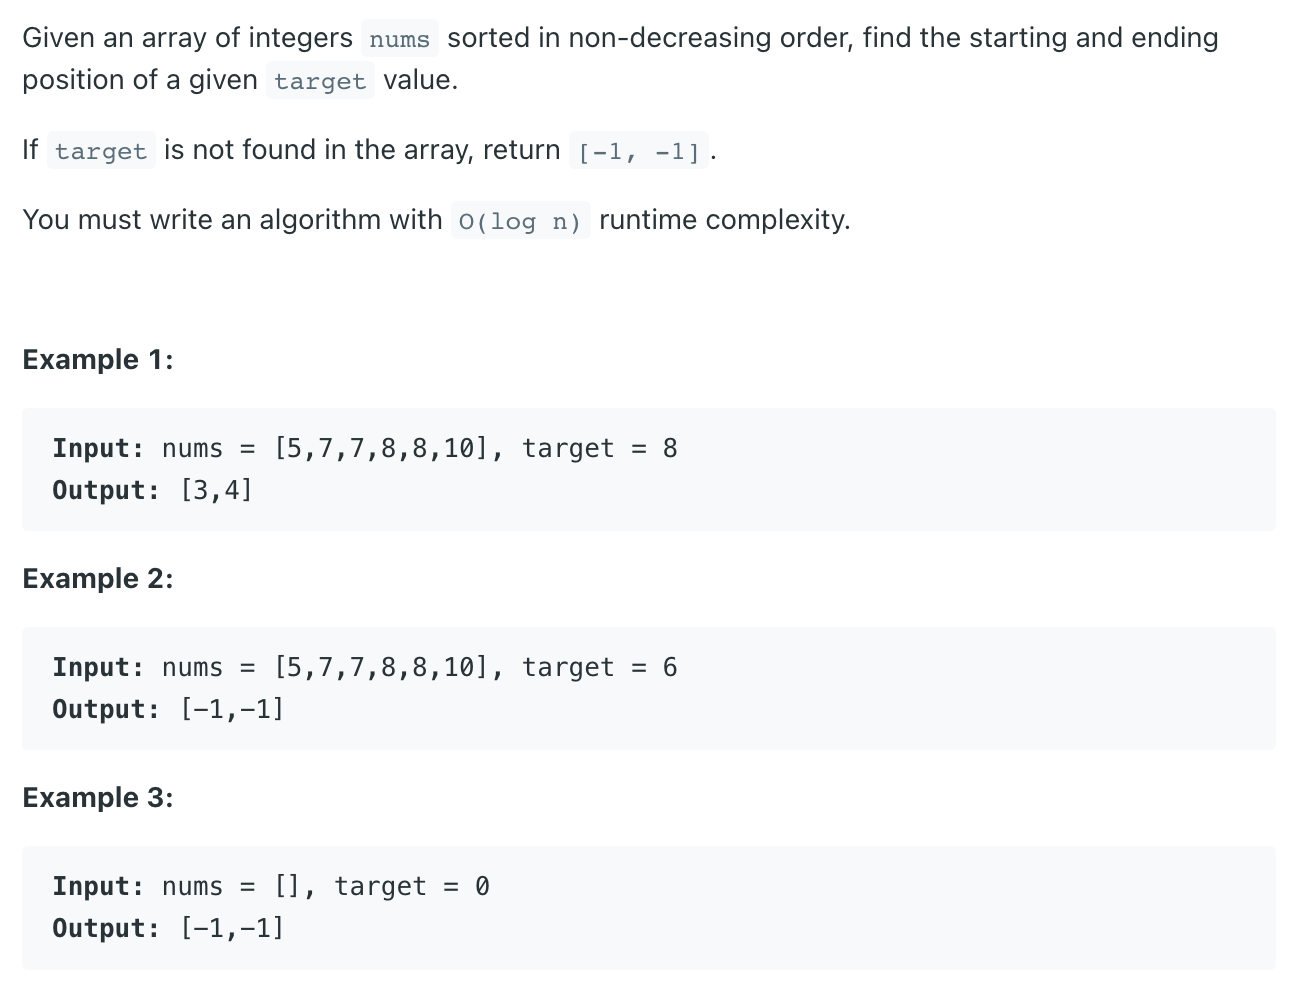 Given an array of integers nums sorted in non-decreasing order, find the starting and ending
position of a given target value.
If target is not found in the array, return [-1, -1].
You must write an algorithm with O(log n) runtime complexity.
Example 1:
Input: nums = [5,7,7,8,8,10], target = 8
Output: [3,4]
Example 2:
Input: nums = [5,7,7,8,8,10], target = 6
Output: [-1,-1]
Example 3:
Input: nums = [], target = 0
Output: [-1,-1]